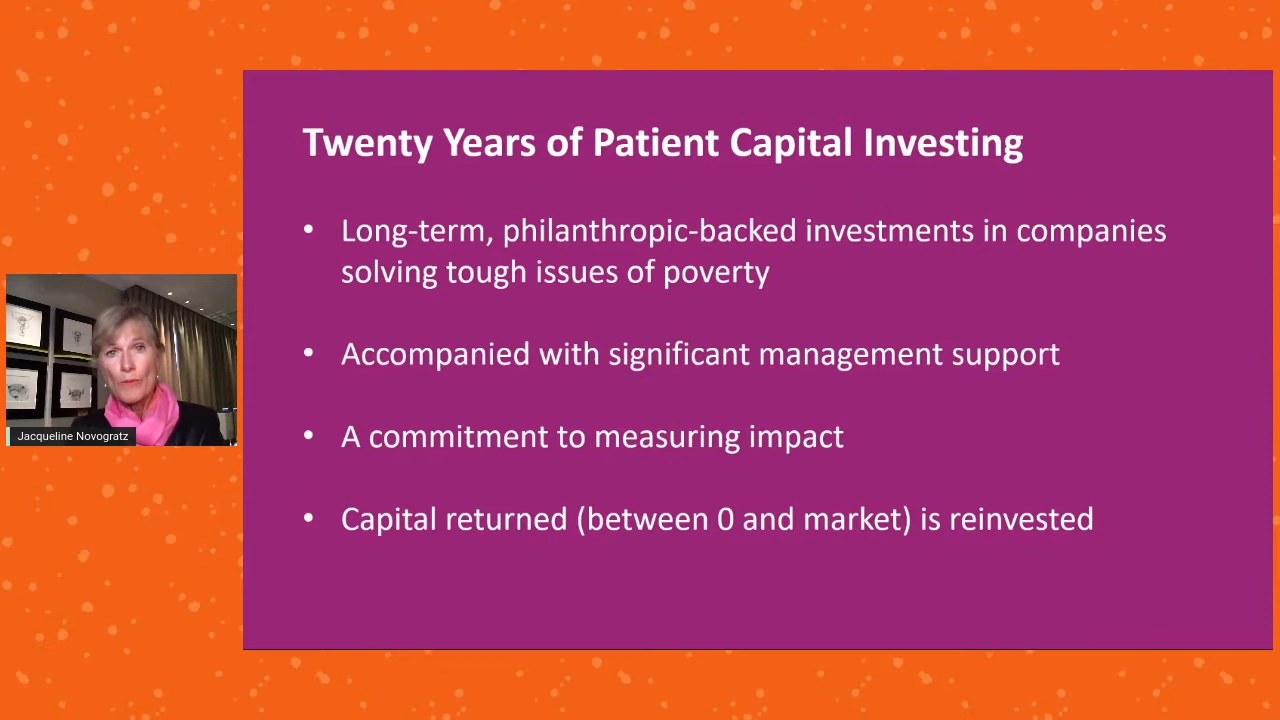 Twenty Years of Patient Capital Investing
• Long-term, philanthropic-backed investments in companies
solving tough issues of poverty
• Accompanied with significant management support
• A commitment to measuring impact
• Capital returned (between 0 and market) is reinvested
Jacqueline Novogratz